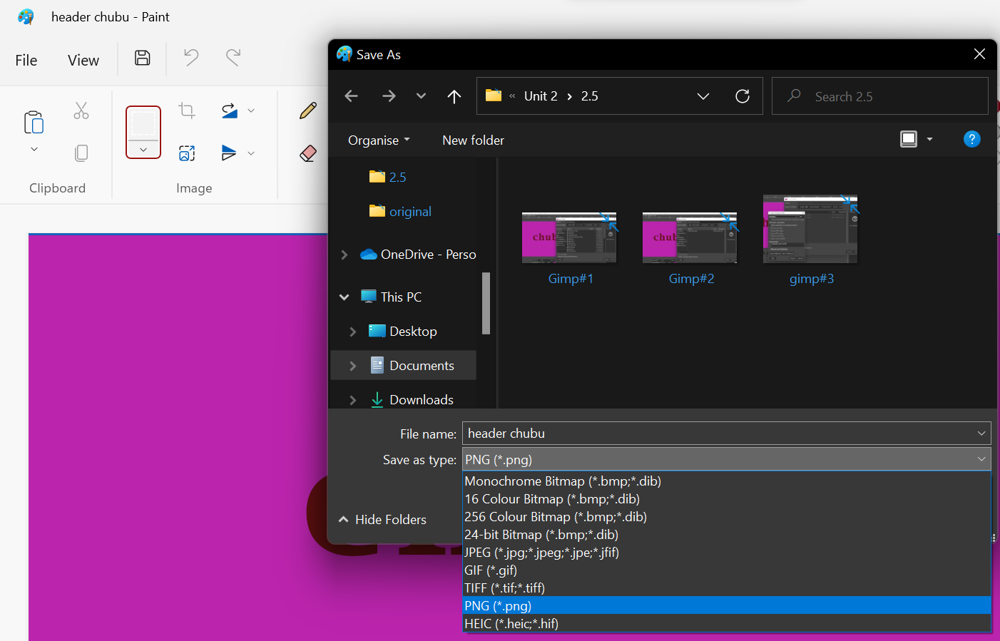 header chubu - Paint
File
View
Clipboard
Image
Save As
« Unit 2 › 2.5
Search 2.5
Organise
New folder
?
2.5
original
OneDrive - Perso
This PC
Desktop
Documents
Downloads
Gimp#1
Gimp#2
gimp#3
File name: header chubu
Save as type: PNG (*.png)
Monochrome Bitmap (*.bmp;*.dib)
16 Colour Bitmap (*.bmp;*.dib)
256 Colour Bitmap (*.bmp;*.dib)
24-bit Bitmap (*.bmp;*.dib)
JPEG (*.jpg;*.jpeg;*.jpe;*.jfif)
GIF (*.gif)
TIFF (*.tif;*.tiff)
PNG (*.png)
HEIC (*.heic;*.hif)
Hide Folders